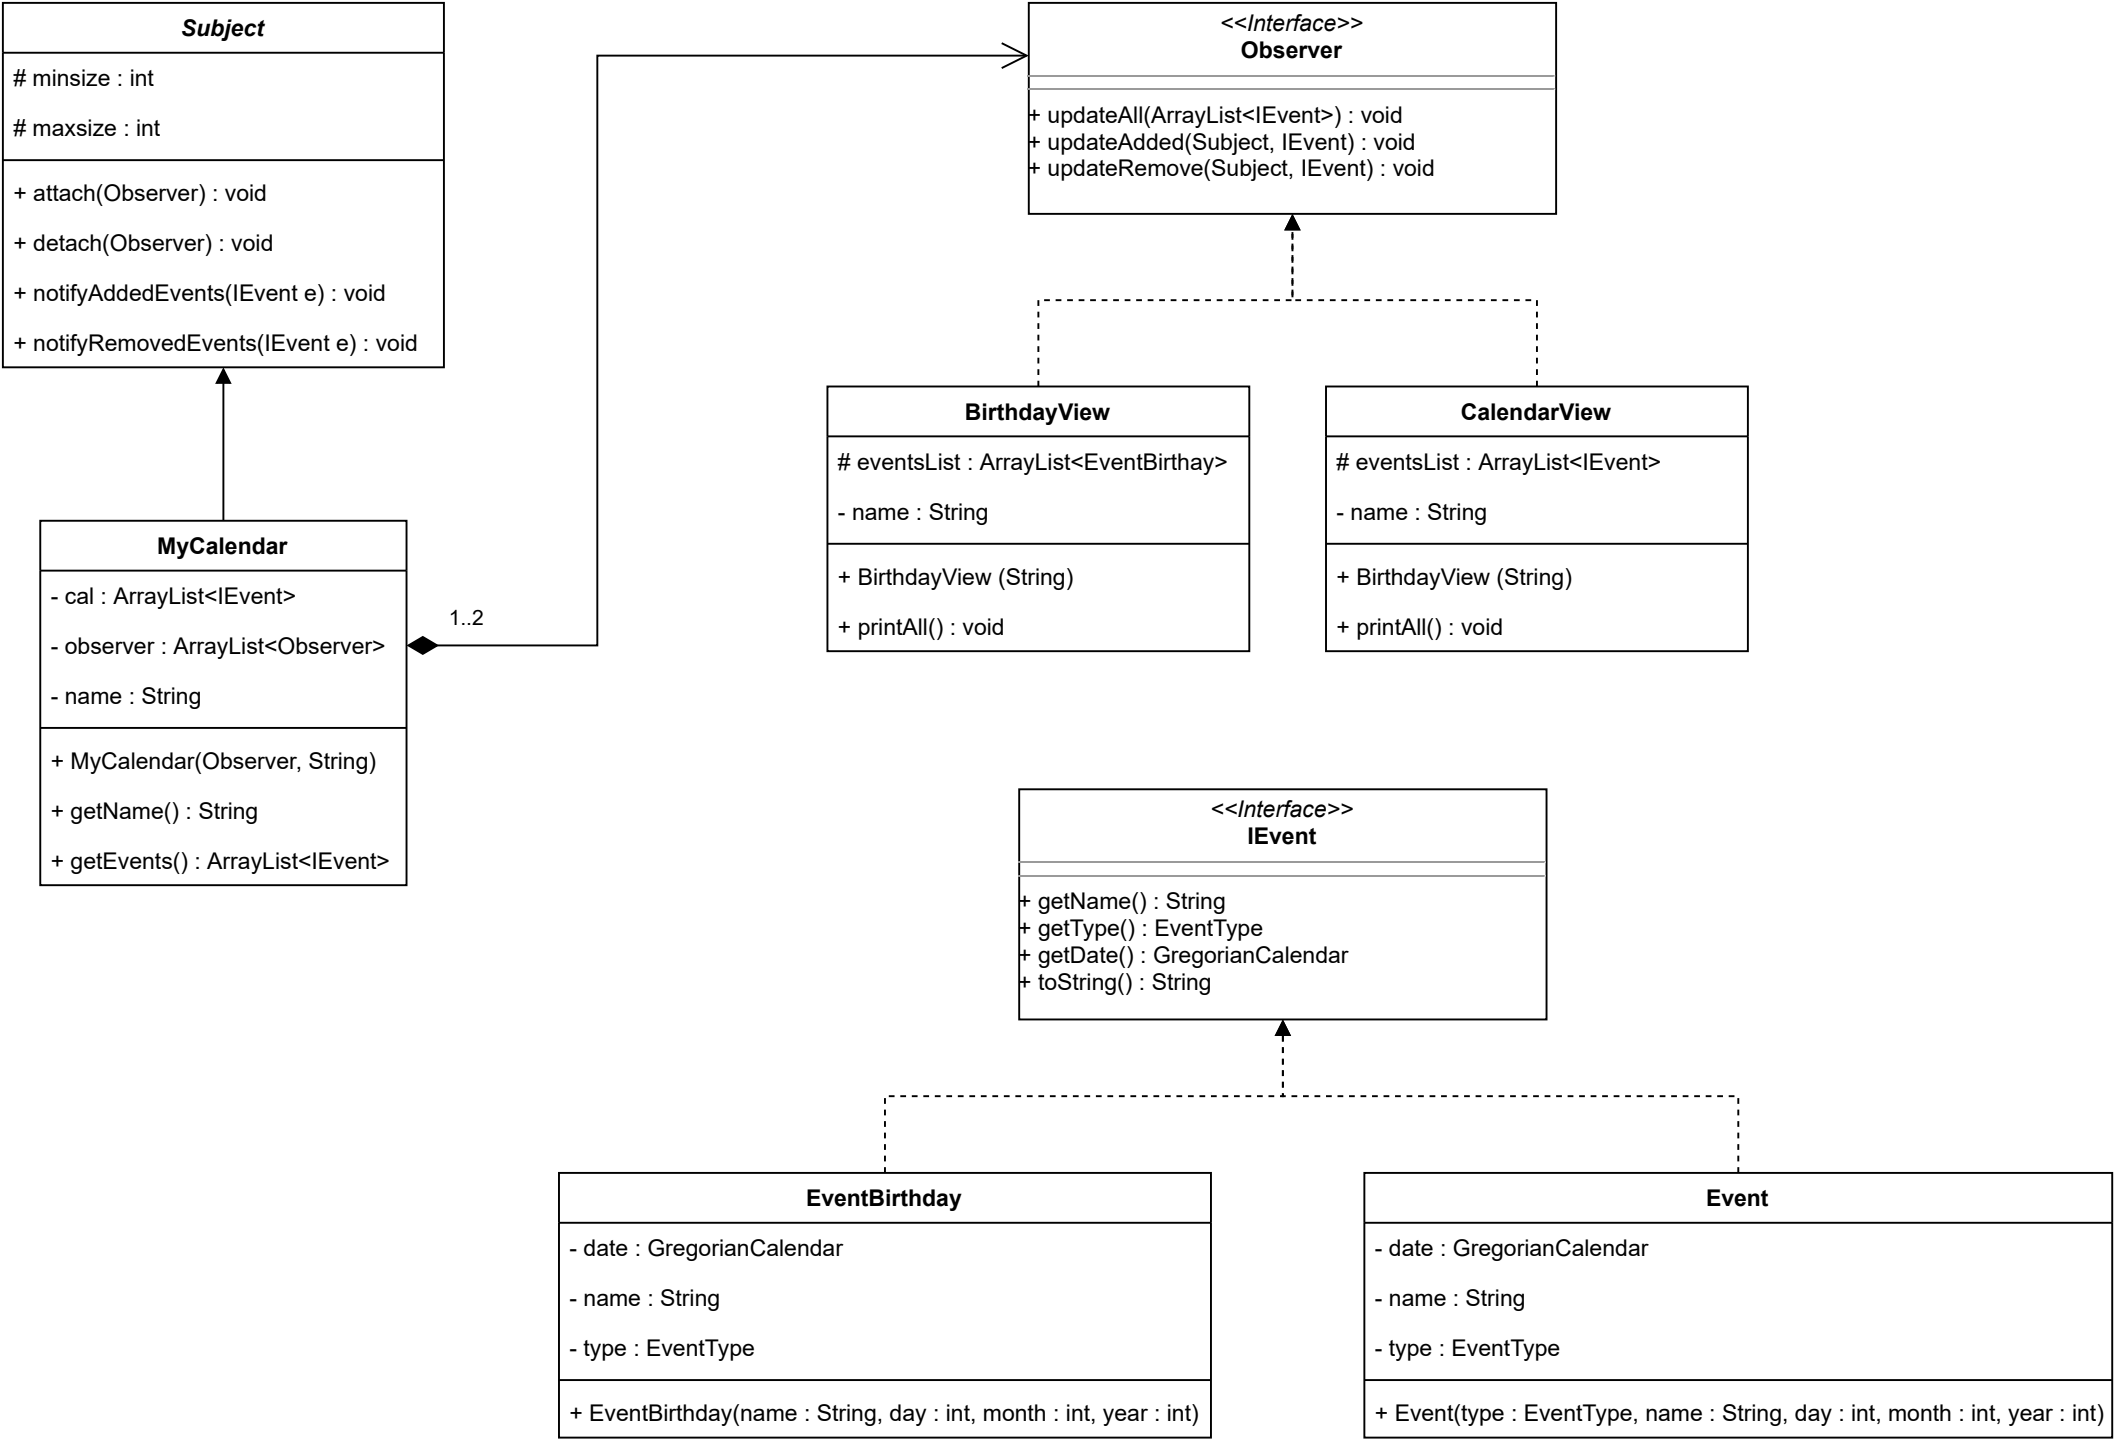 Subject
# minsize : int
# maxsize : int
+ attach(Observer) : void
+ detach(Observer) : void
+ notifyAddedEvents(IEvent e) : void
+ notifyRemovedEvents(IEvent e) : void
<<Interface>>
Observer
+ updateAll(ArrayList<IEvent>) : void
+ updateAdded(Subject, IEvent) : void
+ updateRemove(Subject, IEvent) : void
BirthdayView
# eventsList : ArrayList<EventBirthay>
- name : String
+ BirthdayView (String)
+ printAll() : void
CalendarView
# eventsList : ArrayList<IEvent>
- name : String
+ BirthdayView (String)
+ printAll() : void
MyCalendar
- cal : ArrayList<IEvent>
- observer : ArrayList<Observer>
- name : String
+ MyCalendar(Observer, String)
+ getName() : String
+ getEvents() : ArrayList<IEvent>
1..2
<<Interface>>
IEvent
+ getName() : String
+ getType() : EventType
+ getDate() : GregorianCalendar
+ toString() : String
EventBirthday
- date : GregorianCalendar
- name : String
- type : EventType
+ EventBirthday(name : String, day : int, month : int, year : int)
Event
- date : GregorianCalendar
- name : String
- type : EventType
+ Event(type : EventType, name : String, day : int, month : int, year : int)